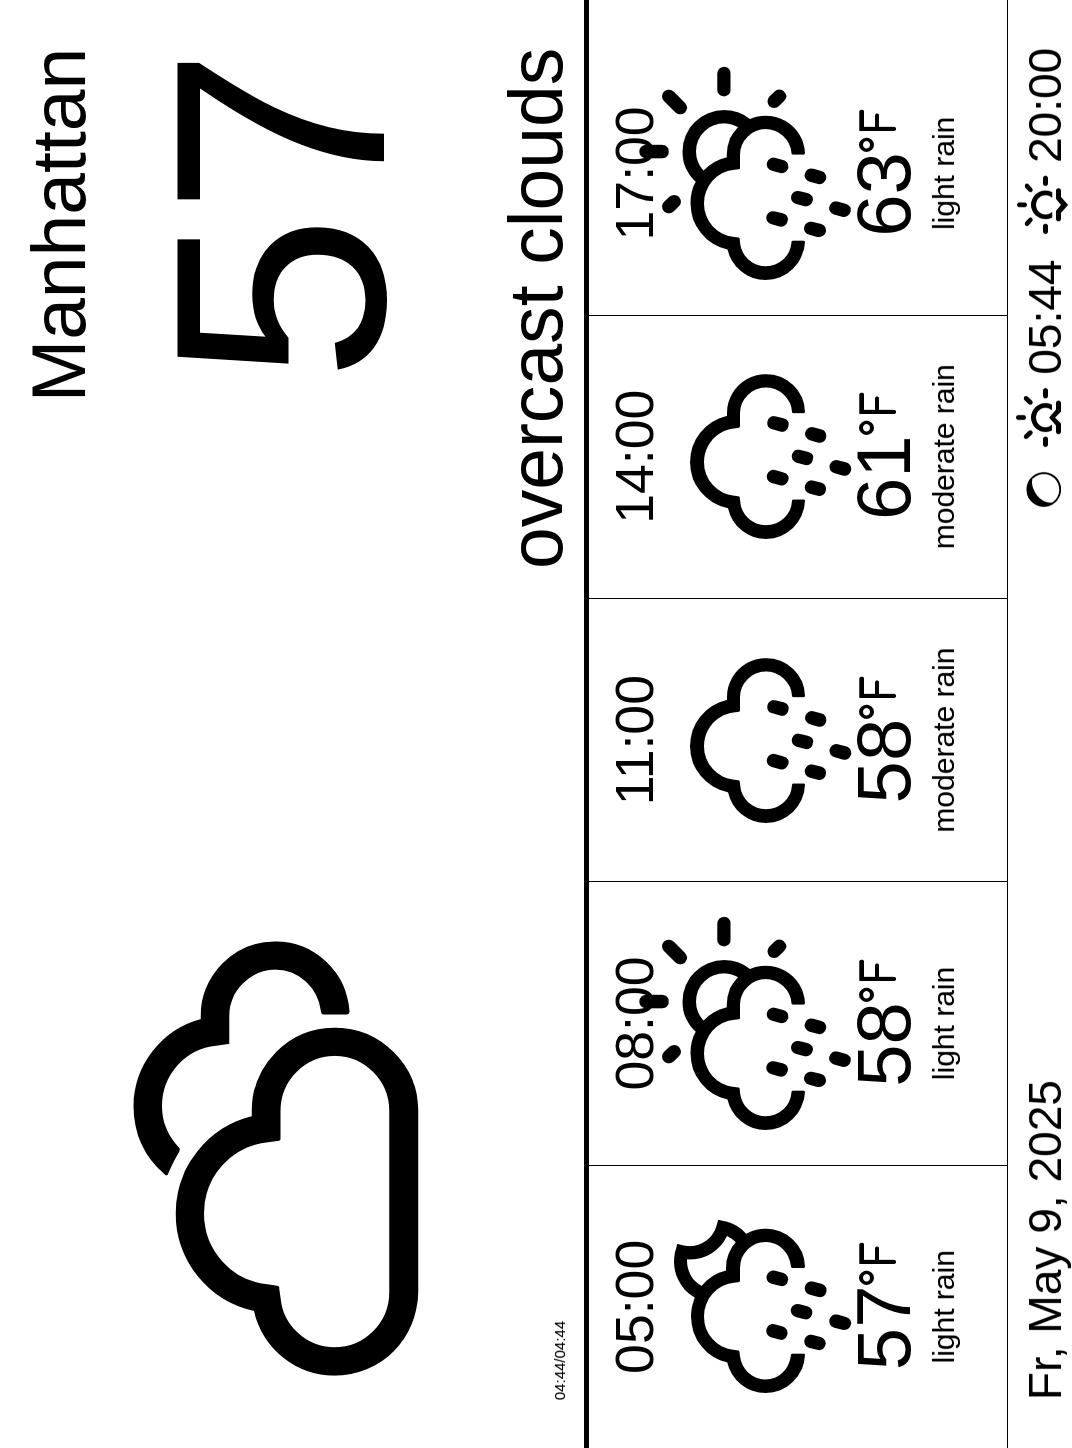 Manhattan
57
overcast clouds
04:44/04:44
05:00
57°F
light rain
08:00
58°F
light rain
11:00
58°F
moderate rain
14:00
61°F
moderate rain
17:00
63°F
light rain
Fr, May 9, 2025
05:44 20:00